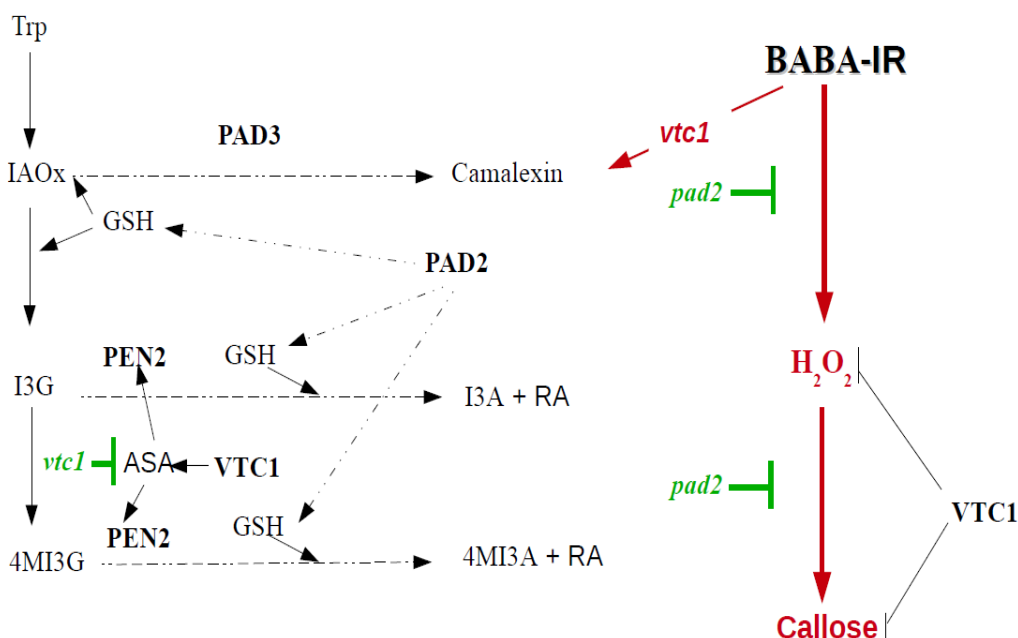 Trp
BABA-IR
PAD3
vtc1
IAOx
Camalexin
pad2
GSH
PAD2
PEN2
GSH
H2O2
I3G
I3A + RA
vtc1
ASA
VTC1
pad2
GSH
VTC1
PEN2
4MI3G
4MI3A + RA
Callose